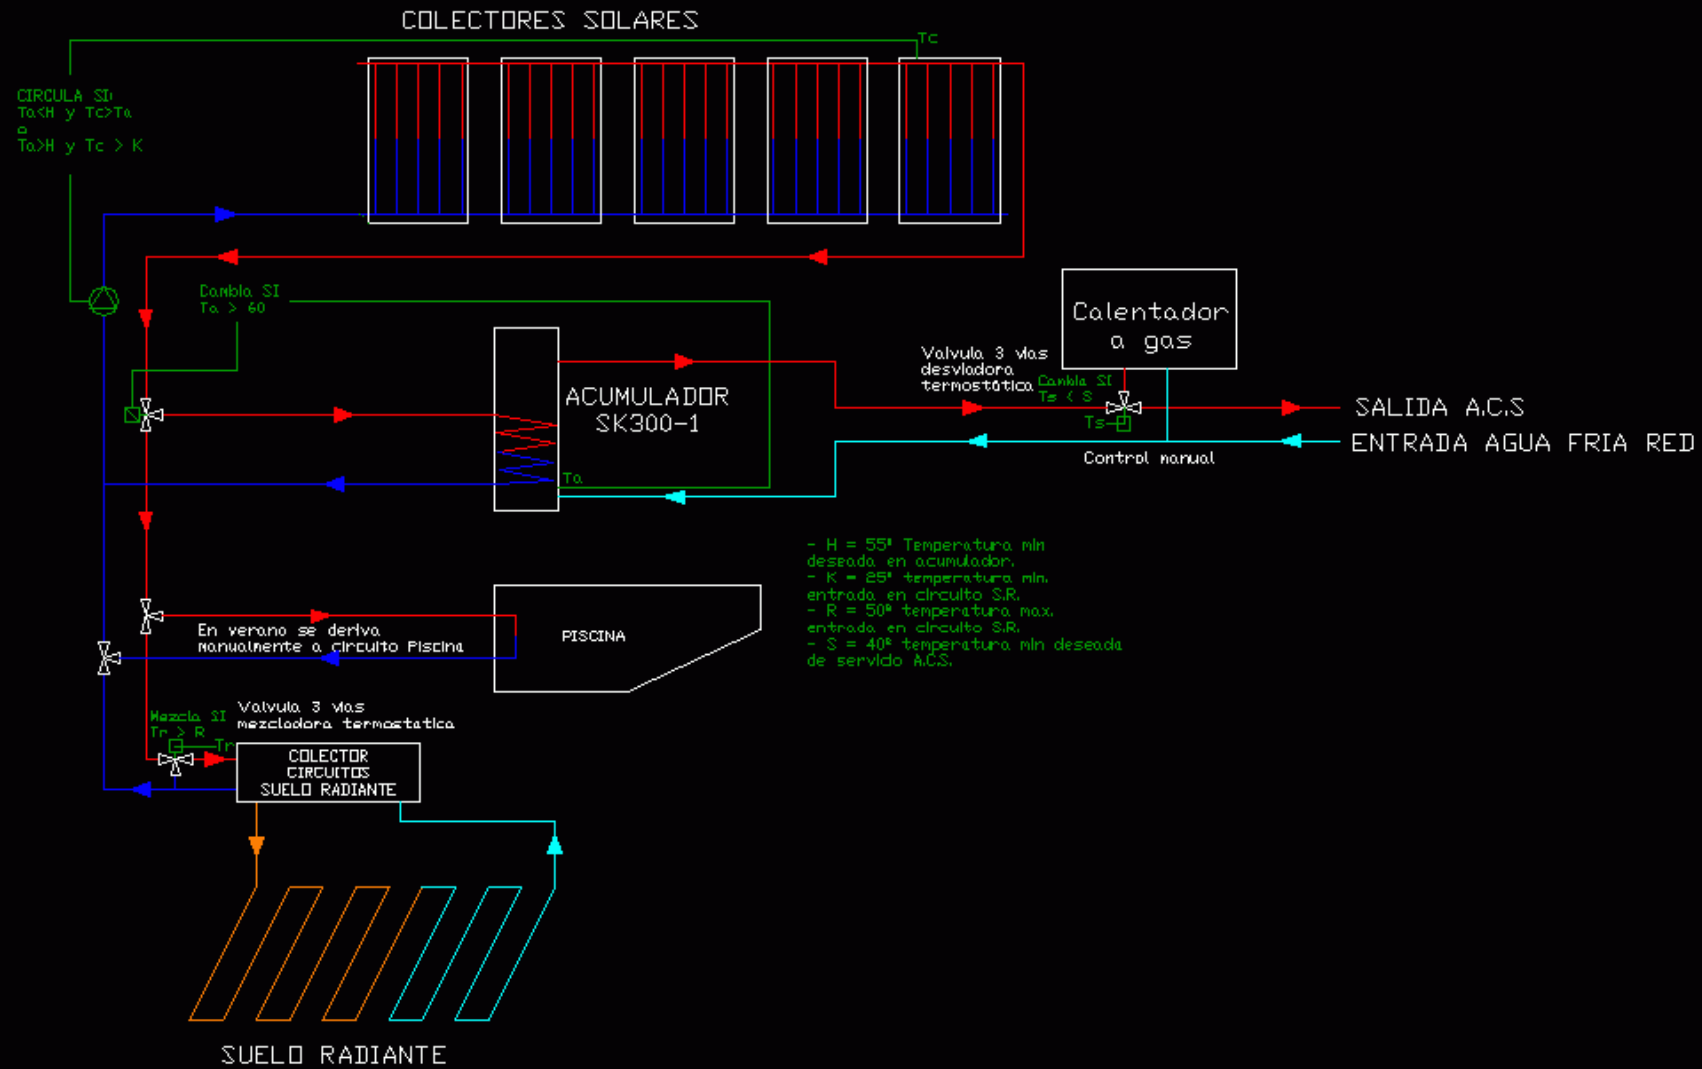 COLECTORES SOLARES
Tc
CIRCULA SI:
Ta<H y Tc>Ta
o
Ta>H y Tc > K
Cambia SI
Ta > 60
Calentador
a gas
Valvula 3 vias
desviadora
termostática
Cambia SI
Ts < S
Ts
ACUMULADOR
SK300-1
SALIDA A.C.S
ENTRADA AGUA FRIA RED
Control manual
Ta
- H = 55º Temperatura min
deseada en acumulador.
- K = 25º temperatura min.
entrada en circuito S.R.
- R = 50º temperatura max.
entrada en circuito S.R.
- S = 40º temperatura min deseada
de servicio A.C.S.
En verano se deriva
manualmente a circuito Piscina
PISCINA
Mezcla SI
Tr > R
Tr
Valvula 3 vias
mezcladora termostatica
COLECTOR
CIRCUITOS
SUELO RADIANTE
SUELO RADIANTE